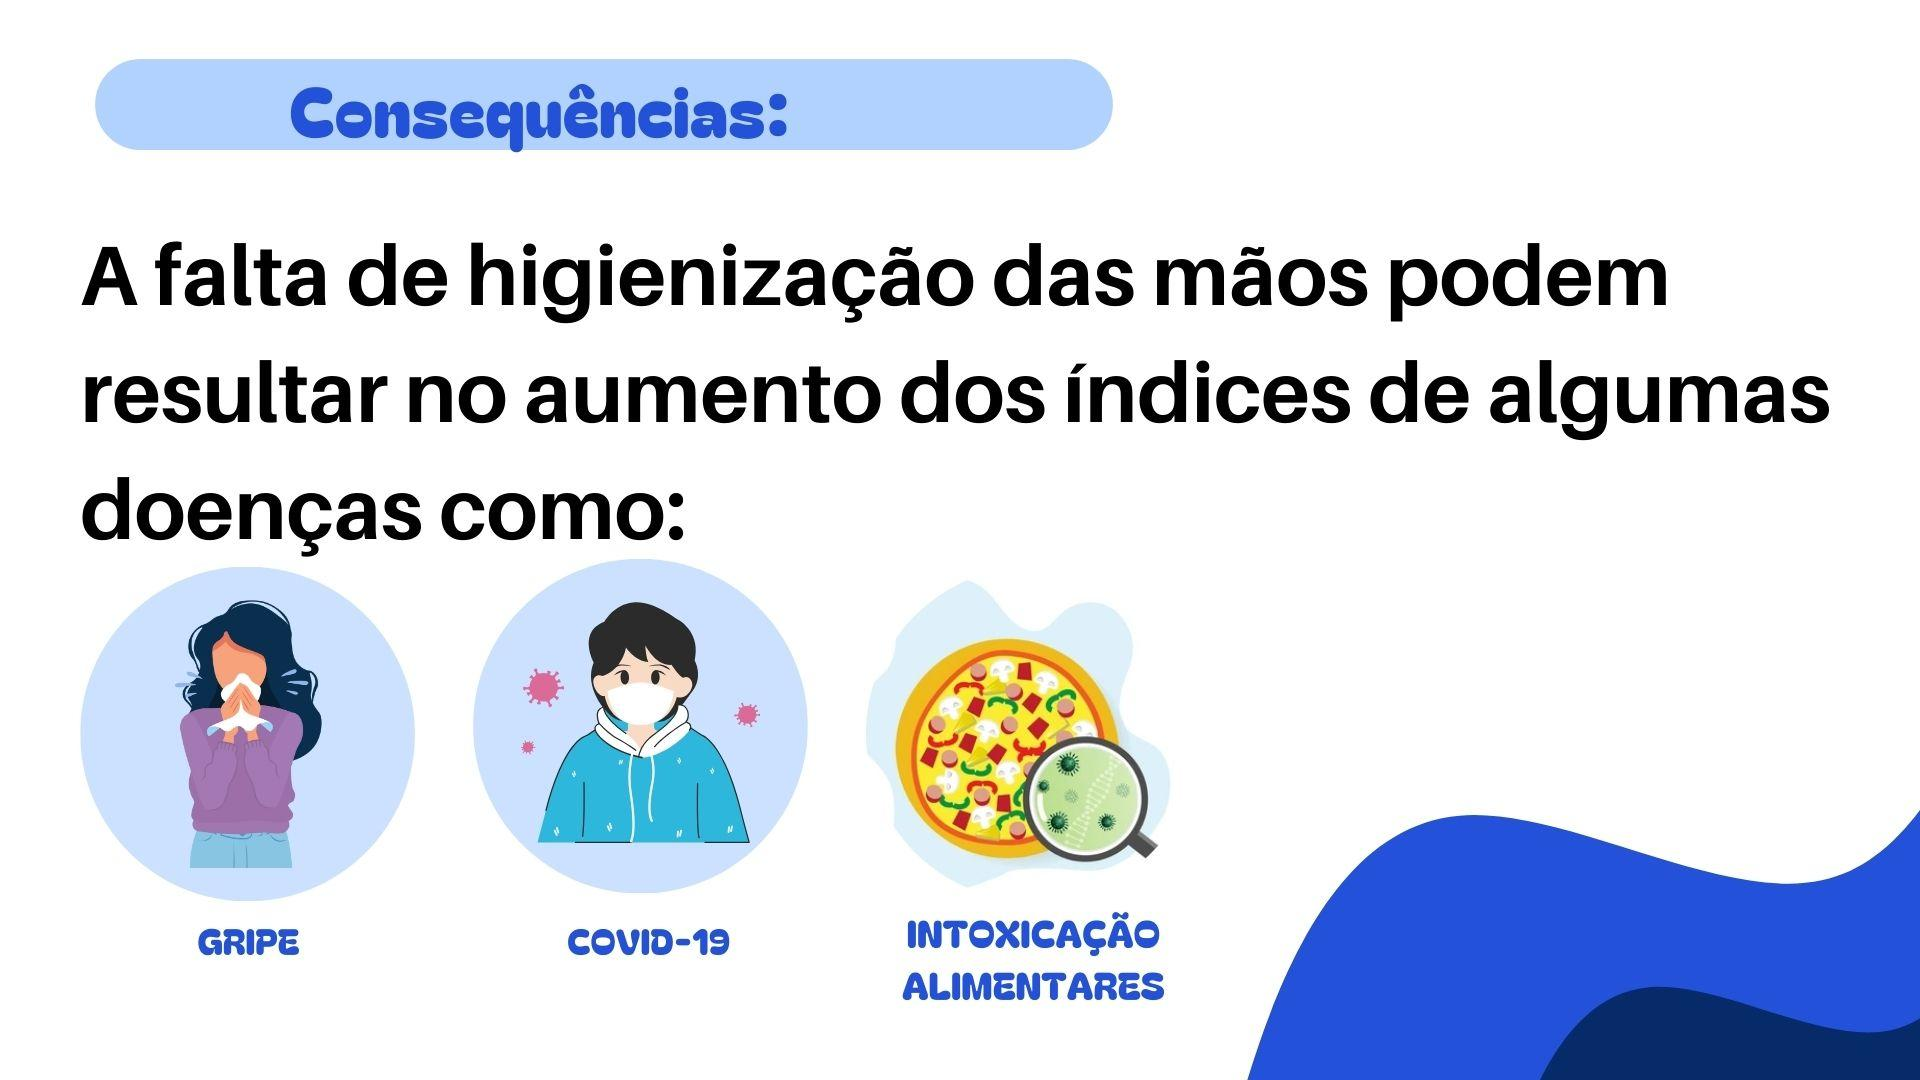 Consequências:
A falta de higienização das mãos podem
resultar no aumento dos índices de algumas
doenças como:
GRIPE
COVID-19
INTOXICAÇÃO
ALIMENTARES